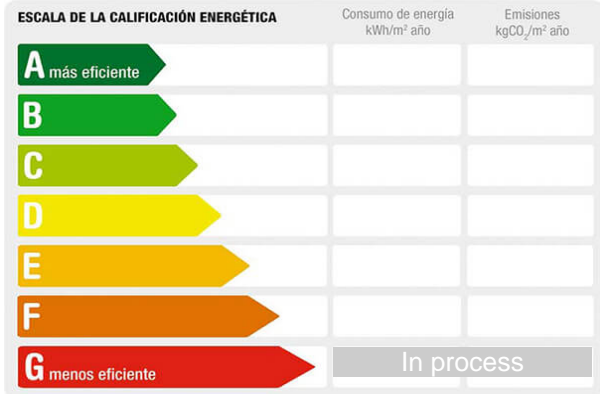 ESCALA DE LA CALIFICACIÓN ENERGÉTICA
Consumo de energía
kWh/m² año
Emisiones
kgCO₂/m² año
A más eficiente
B
C
D
E
F
G menos eficiente
In process